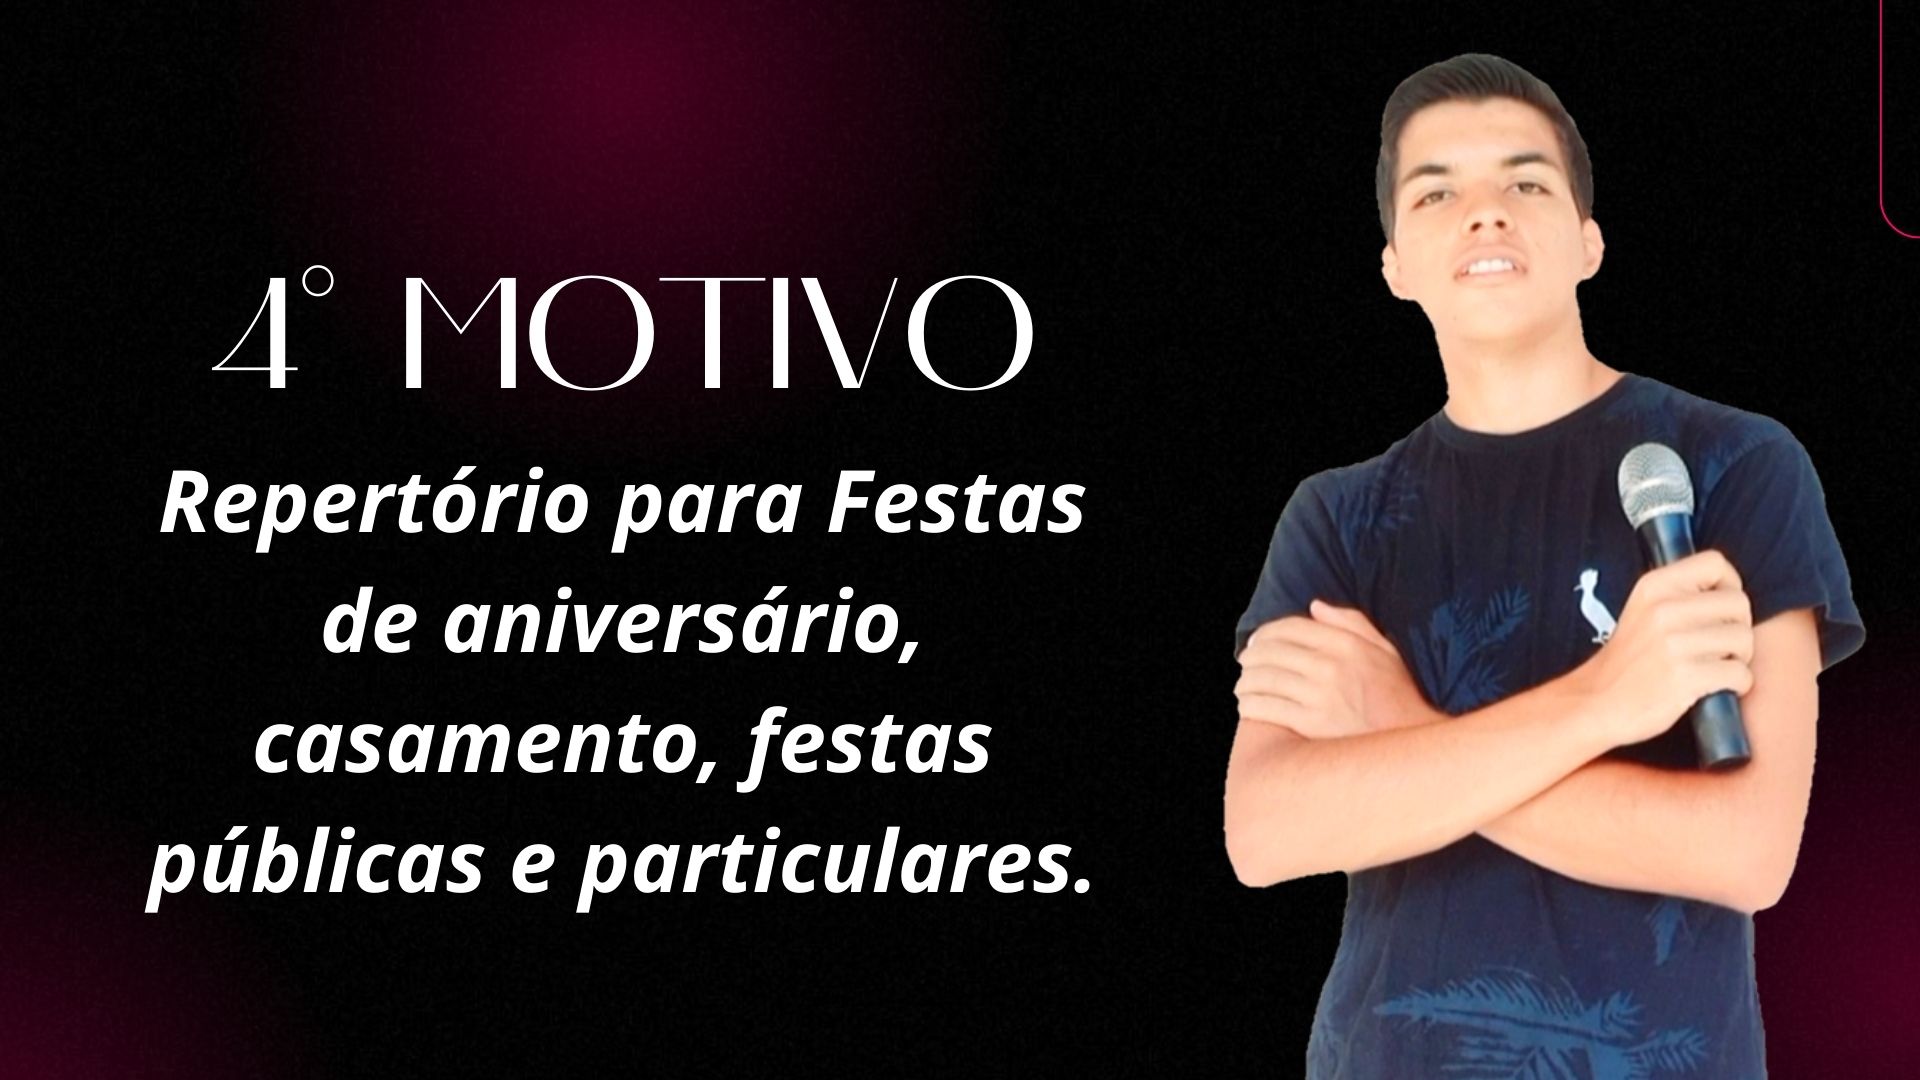 4° MOTIVO
Repertório para Festas
de aniversário,
casamento, festas
públicas e particulares.